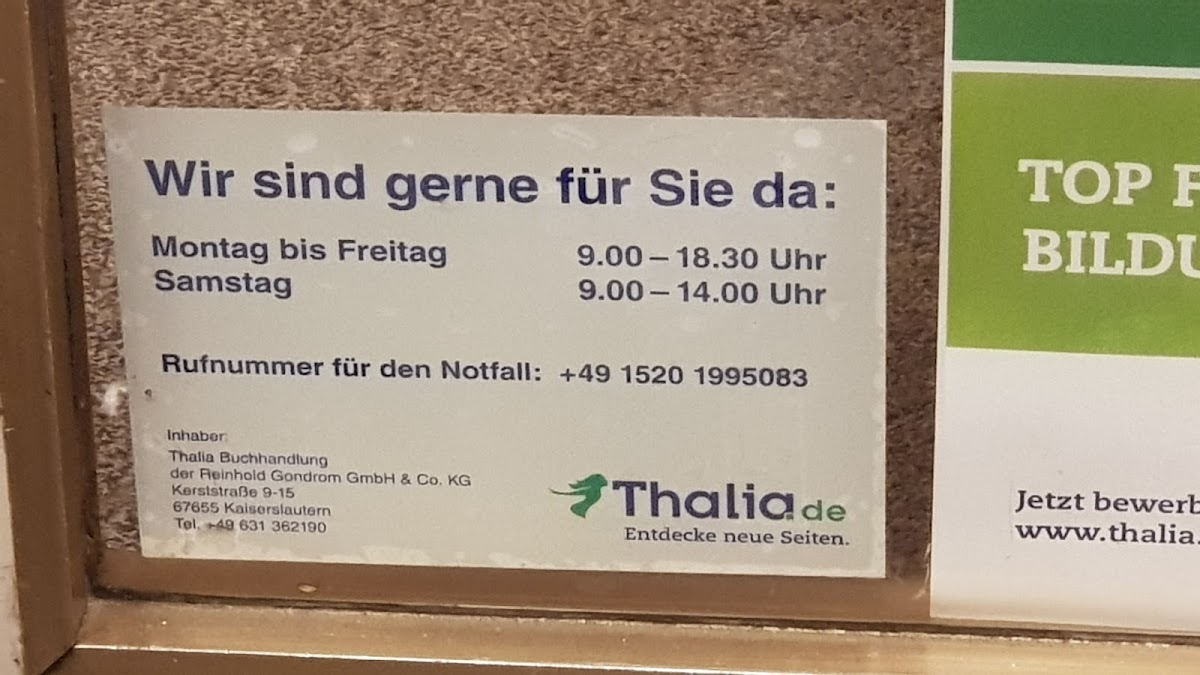 Wir sind gerne für Sie da:
Montag bis Freitag 9.00 – 18.30 Uhr
Samstag 9.00 – 14.00 Uhr
Rufnummer für den Notfall: +49 1520 1995083
Inhaber:
Thalia Buchhandlung
der Reinhold Gondrom GmbH & Co. KG
Kerststraße 9-15
67655 Kaiserslautern
Tel. +49 631 362190
Thalia.de
Entdecke neue Seiten.
TOP F
BILDU
Jetzt bewerb
www.thalia.